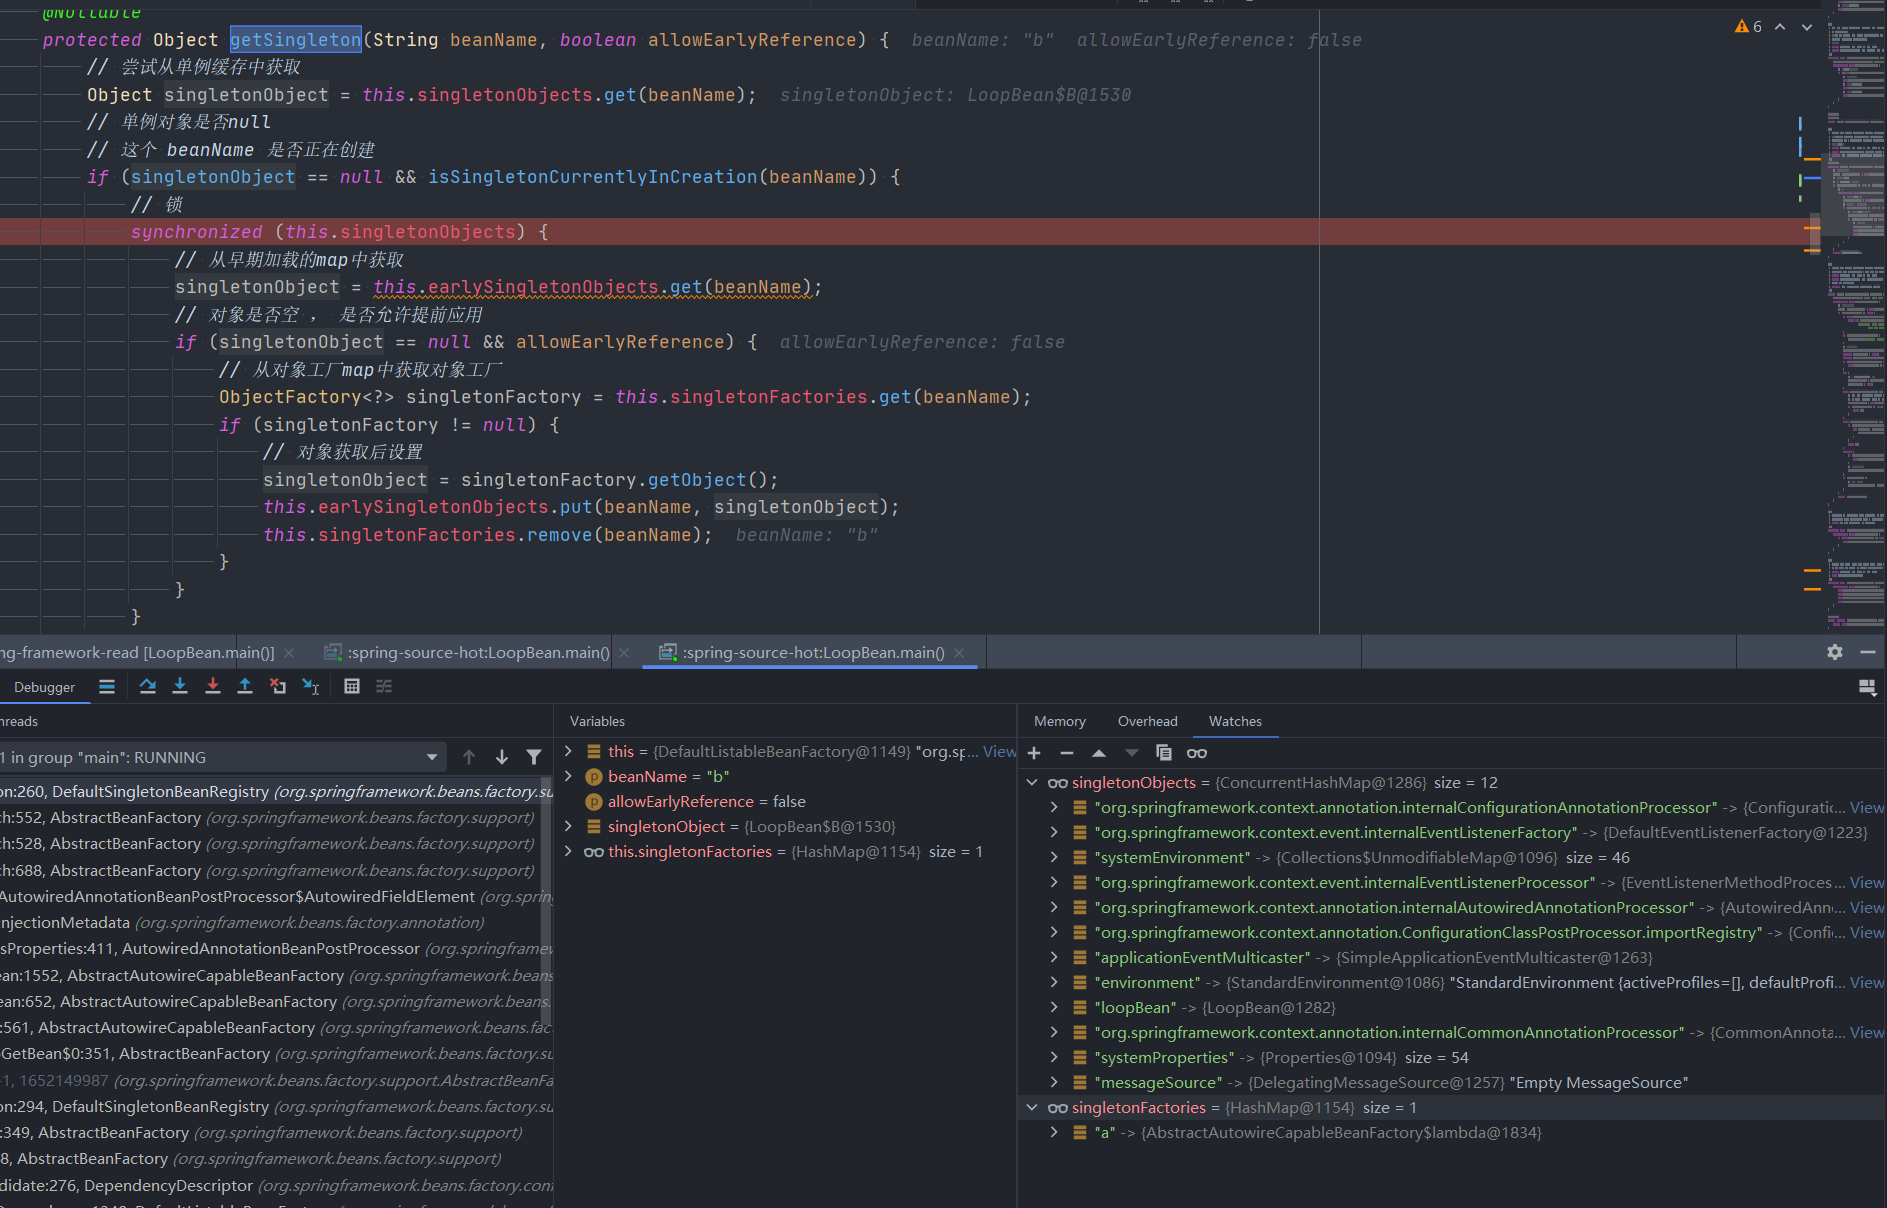 @Nullable
protected Object getSingleton(String beanName, boolean allowEarlyReference) { beanName: "b" allowEarlyReference: false
6
// 尝试从单例缓存中获取
Object singletonObject = this.singletonObjects.get(beanName); singletonObject: LoopBean$B@1530
// 单例对象是否null
// 这个 beanName 是否正在创建
if (singletonObject == null && isSingletonCurrentlyInCreation(beanName)) {
// 锁
synchronized (this.singletonObjects) {
// 从早期加载的map中获取
singletonObject = this.earlySingletonObjects.get(beanName);
// 对象是否空 ， 是否允许提前应用
if (singletonObject == null && allowEarlyReference) { allowEarlyReference: false
// 从对象工厂map中获取对象工厂
ObjectFactory<?> singletonFactory = this.singletonFactories.get(beanName);
if (singletonFactory != null) {
// 对象获取后设置
singletonObject = singletonFactory.getObject();
this.earlySingletonObjects.put(beanName, singletonObject);
this.singletonFactories.remove(beanName); beanName: "b"
}
}
}
ng-framework-read [LoopBean.main()]
:spring-source-hot:LoopBean.main()
:spring-source-hot:LoopBean.main()
Debugger
hreads
1 in group "main": RUNNING
on:260, DefaultSingletonBeanRegistry (org.springframework.beans.factory.su
ch:552, AbstractBeanFactory (org.springframework.beans.factory.support)
ch:528, AbstractBeanFactory (org.springframework.beans.factory.support)
ch:688, AbstractBeanFactory (org.springframework.beans.factory.support)
AutowiredAnnotationBeanPostProcessor$AutowiredFieldElement (org.spring
InjectionMetadata (org.springframework.beans.factory.annotation)
sProperties:411, AutowiredAnnotationBeanPostProcessor (org.springframew
ean:1552, AbstractAutowireCapableBeanFactory (org.springframework.beans
ean:652, AbstractAutowireCapableBeanFactory (org.springframework.beans.
:561, AbstractAutowireCapableBeanFactory (org.springframework.beans.fac
GetBean$0:351, AbstractBeanFactory (org.springframework.beans.factory.su
-1, 1652149987 (org.springframework.beans.factory.support.AbstractBeanFa
on:294, DefaultSingletonBeanRegistry (org.springframework.beans.factory.su
:349, AbstractBeanFactory (org.springframework.beans.factory.support)
8, AbstractBeanFactory (org.springframework.beans.factory.support)
didate:276, DependencyDescriptor (org.springframework.beans.factory.con
Variables
this = {DefaultListableBeanFactory@1149} "org.sp... View
beanName = "b"
allowEarlyReference = false
singletonObject = {LoopBean$B@1530}
this.singletonFactories = {HashMap@1154} size = 1
Memory
Overhead
Watches
singletonObjects = {ConcurrentHashMap@1286} size = 12
"org.springframework.context.annotation.internalConfigurationAnnotationProcessor" -> {Configuratic... View
"org.springframework.context.event.internalEventListenerFactory" -> {DefaultEventListenerFactory@1223}
"systemEnvironment" -> {Collections$UnmodifiableMap@1096} size = 46
"org.springframework.context.event.internalEventListenerProcessor" -> {EventListenerMethodProces... View
"org.springframework.context.annotation.internalAutowiredAnnotationProcessor" -> {AutowiredAnn... View
"org.springframework.context.annotation.ConfigurationClassPostProcessor.importRegistry" -> {Confi... View
"applicationEventMulticaster" -> {SimpleApplicationEventMulticaster@1263}
"environment" -> {StandardEnvironment@1086} "StandardEnvironment {activeProfiles=[], defaultProfi... View
"loopBean" -> {LoopBean@1282}
"org.springframework.context.annotation.internalCommonAnnotationProcessor" -> {CommonAnnota... View
"systemProperties" -> {Properties@1094} size = 54
"messageSource" -> {DelegatingMessageSource@1257} "Empty MessageSource"
singletonFactories = {HashMap@1154} size = 1
"a" -> {AbstractAutowireCapableBeanFactory$lambda@1834}